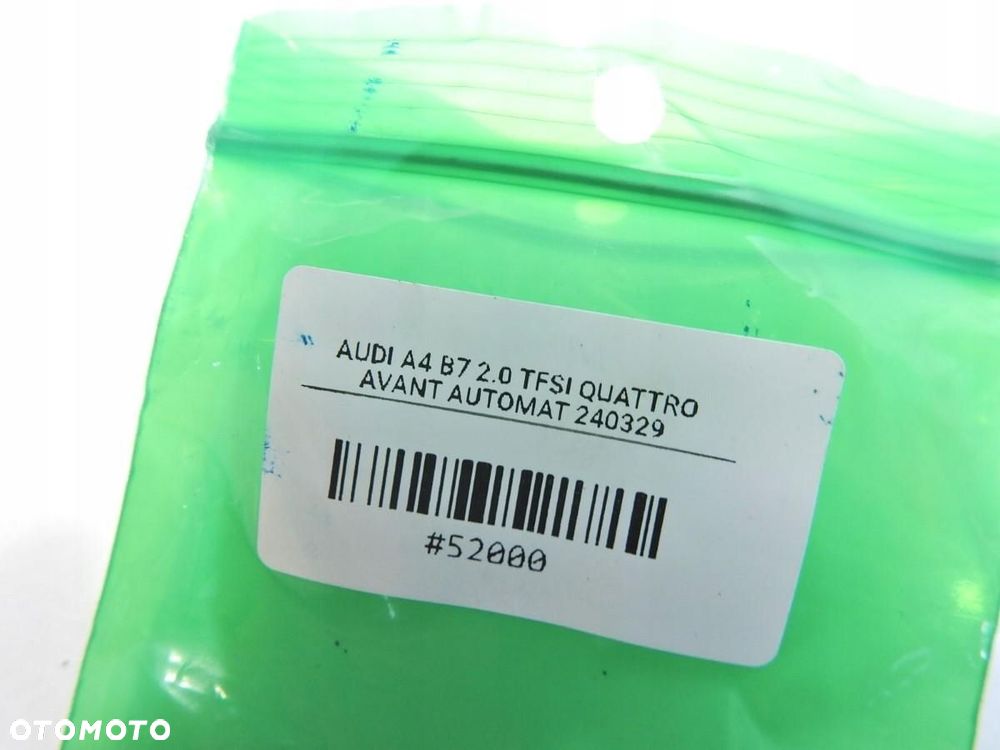 AUDI A4 B7 2.0 TFSI QUATTRO
AVANT AUTOMAT 240329
#52000
OTOMOTO